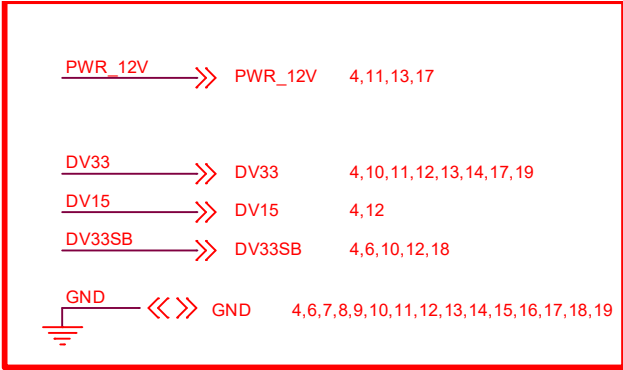 PWR_12V PWR_12V 4,11,13,17
DV33 DV33 4,10,11,12,13,14,17,19
DV15 DV15 4,12
DV33SB DV33SB 4,6,10,12,18
GND GND 4,6,7,8,9,10,11,12,13,14,15,16,17,18,19